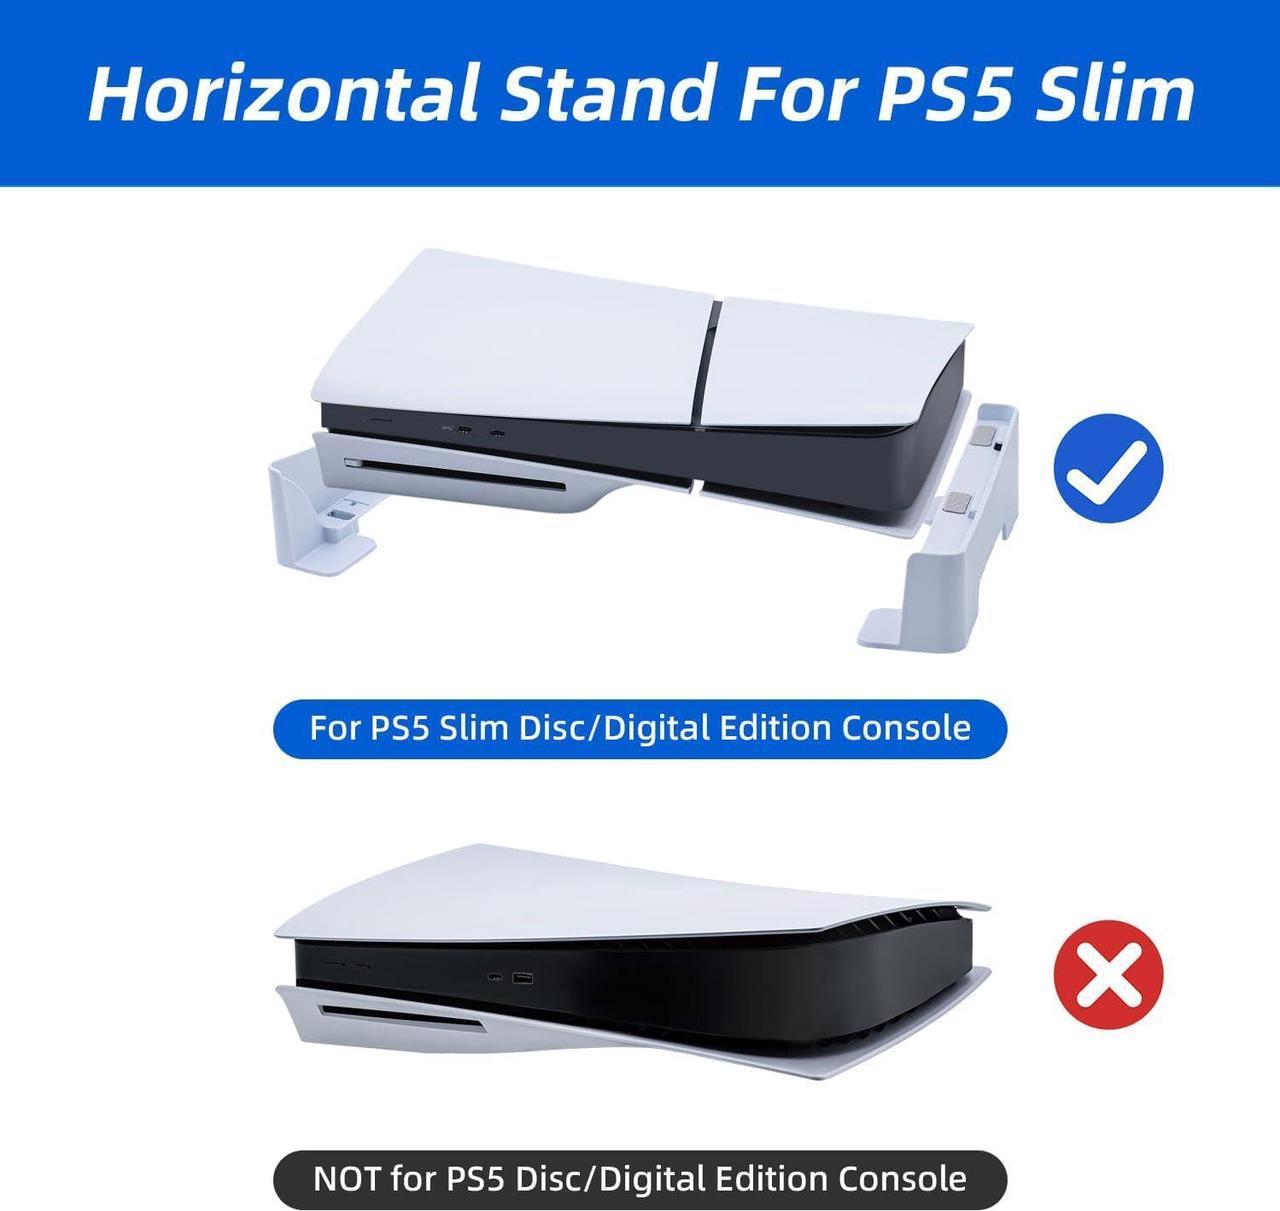 Horizontal Stand For PS5 Slim
For PS5 Slim Disc/Digital Edition Console
NOT for PS5 Disc/Digital Edition Console